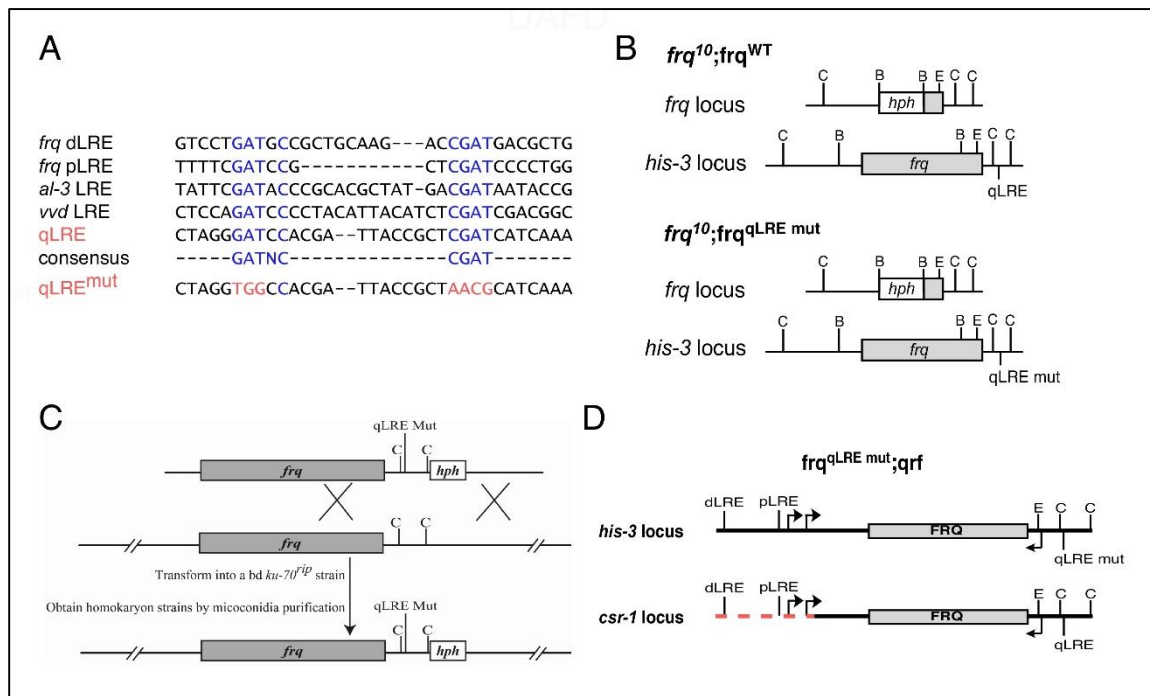 A
frq dLRE GTCCTGATGCCGCTGCAAG---ACCGATGACGCTG
frq pLRE TTTTCGATCCG-----------CTCGATCCCCTGG
al-3 LRE TATTCGATACCCGCACGCTAT-GACGATAATACCG
vvd LRE CTCCAGATCCCCTACATTACATCTCGATCGACGGC
qLRE CTAGGGATCCACGA--TTACCGCTCGATCATCAAA
consensus -----GATNC--------------CGAT-------
qLREmut CTAGGTGGCCACGA--TTACCGCTAACGCATCAAA
B
frq10;frqWT
C B B E C C
frq locus hph
C B B E C C
his-3 locus frq
qLRE
frq10;frqqLRE mut
C B B E C C
frq locus hph
C B B E C C
his-3 locus frq
qLRE mut
C
qLRE Mut
C C
frq hph
C C
frq
Transform into a bd ku-70rip strain
Obtain homokaryon strains by micoconidia purification
qLRE Mut
C C
frq hph
D
frqqLRE mut;qrf
dLRE pLRE E C C
his-3 locus FRQ
qLRE mut
dLRE pLRE E C C
csr-1 locus FRQ
qLRE